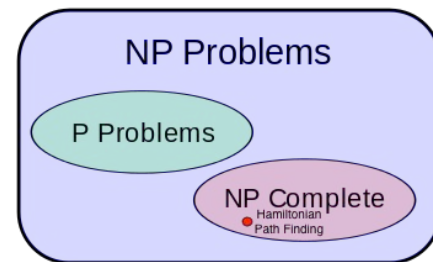 NP Problems
P Problems
NP Complete
Hamiltonian
Path Finding